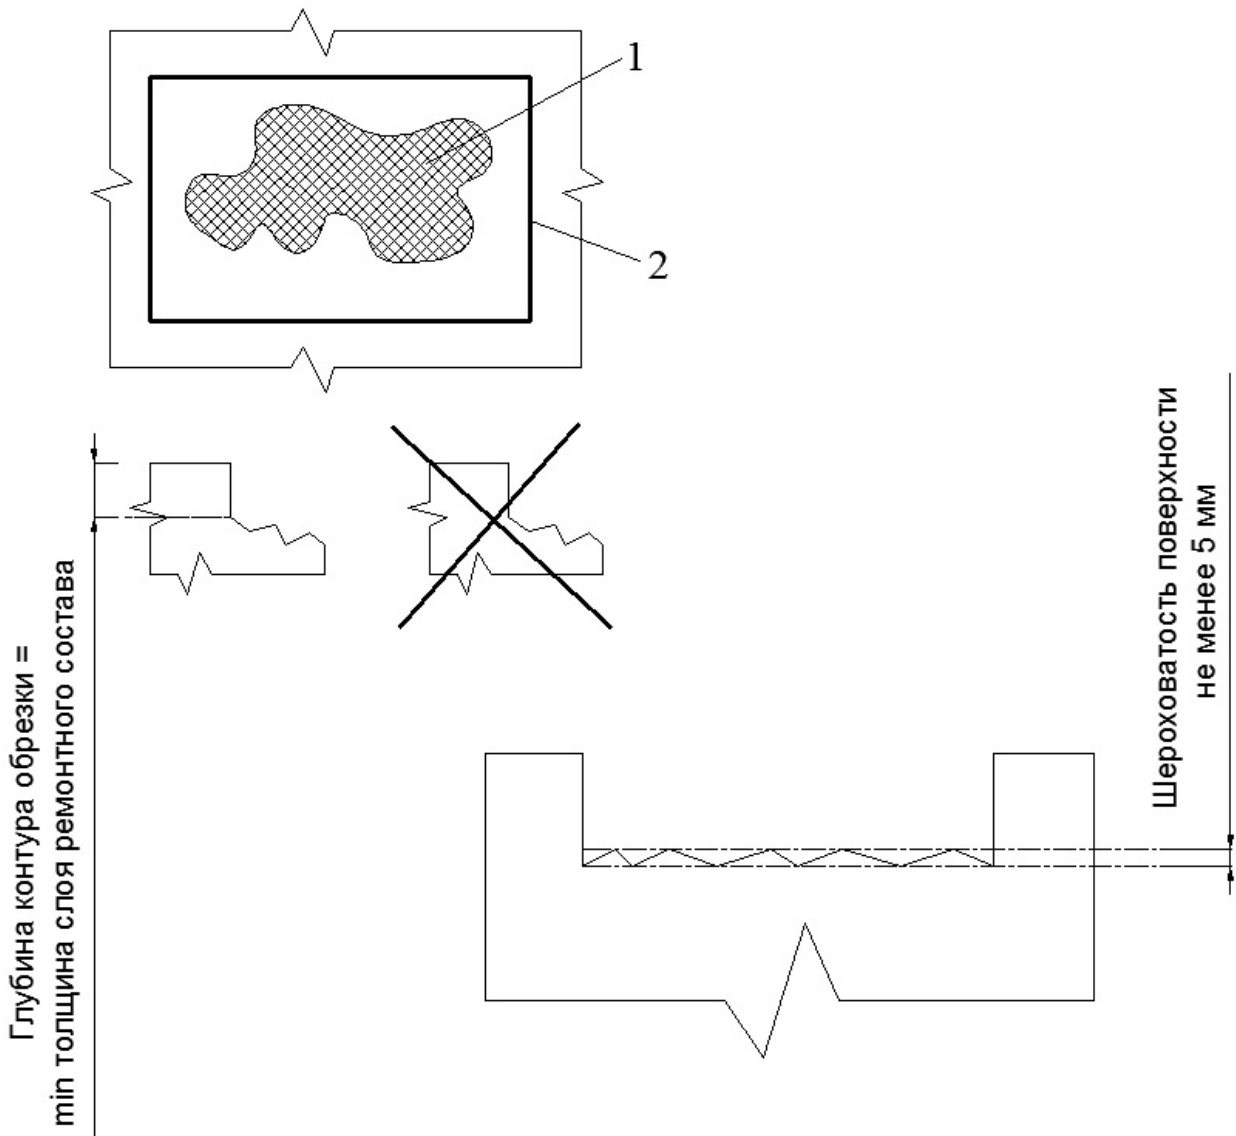 1
2
Глубина контура обрезки =
min толщина слоя ремонтного состава
Шероховатость поверхности
не менее 5 мм